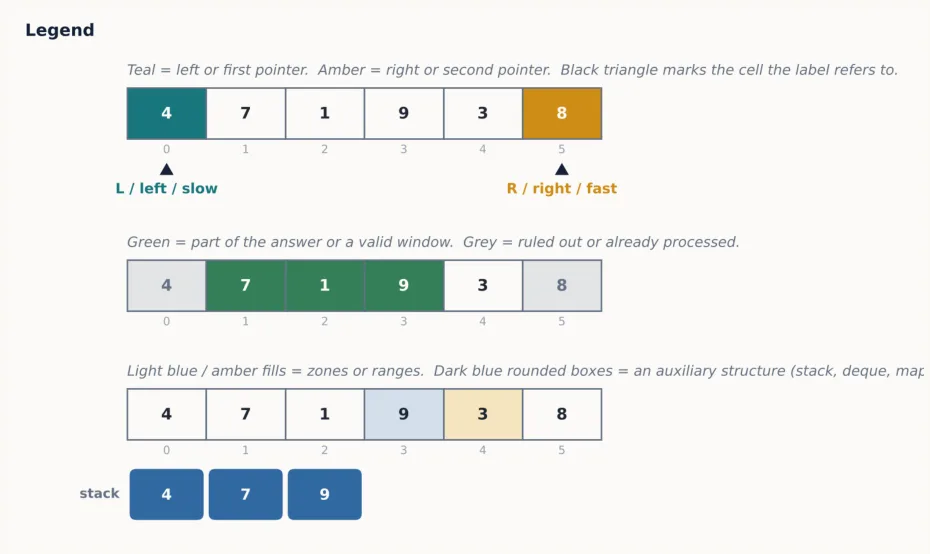 Legend
Teal = left or first pointer.  Amber = right or second pointer.  Black triangle marks the cell the label refers to.
4 7 1 9 3 8
0 1 2 3 4 5
L / left / slow R / right / fast
Green = part of the answer or a valid window.  Grey = ruled out or already processed.
4 7 1 9 3 8
0 1 2 3 4 5
Light blue / amber fills = zones or ranges.  Dark blue rounded boxes = an auxiliary structure (stack, deque, map
4 7 1 9 3 8
0 1 2 3 4 5
stack 4 7 9